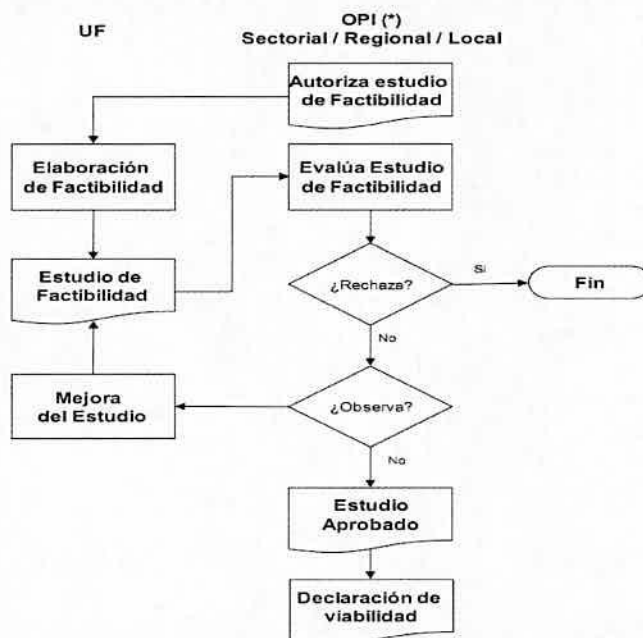 UF
OPI (*)
Sectorial / Regional / Local
Autoriza estudio
de Factibilidad
Elaboración
de Factibilidad
Evalúa Estudio
de Factibilidad
Estudio de
Factibilidad
¿Rechaza?
Si
Fin
No
Mejora
del Estudio
¿Observa?
No
Estudio
Aprobado
Declaración de
viabilidad